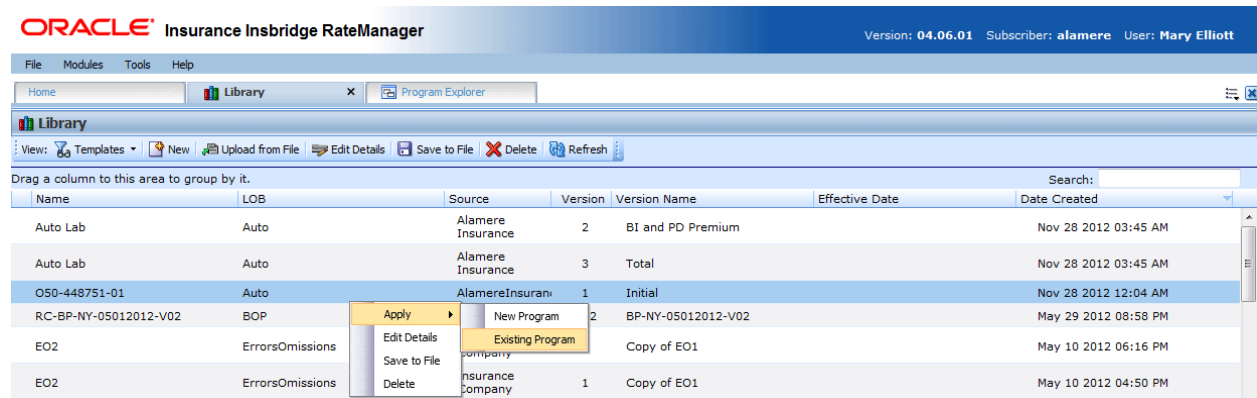 ORACLE® Insurance Insbridge RateManager
Version: 04.06.01 Subscriber: alamere User: Mary Elliott
File Modules Tools Help
Home Library x Program Explorer
Library
View: Templates New Upload from File Edit Details Save to File Delete Refresh
Drag a column to this area to group by it. Search:
Name LOB Source Version Version Name Effective Date Date Created
Auto Lab Auto Alamere Insurance 2 BI and PD Premium Nov 28 2012 03:45 AM
Auto Lab Auto Alamere Insurance 3 Total Nov 28 2012 03:45 AM
O50-448751-01 Auto AlamereInsuran 1 Initial Nov 28 2012 12:04 AM
RC-BP-NY-05012012-V02 BOP 2 BP-NY-05012012-V02 May 29 2012 08:58 PM
EO2 ErrorsOmissions Company Copy of EO1 May 10 2012 06:16 PM
EO2 ErrorsOmissions nsurance Company 1 Copy of EO1 May 10 2012 04:50 PM
Apply
Edit Details
Save to File
Delete
New Program
Existing Program